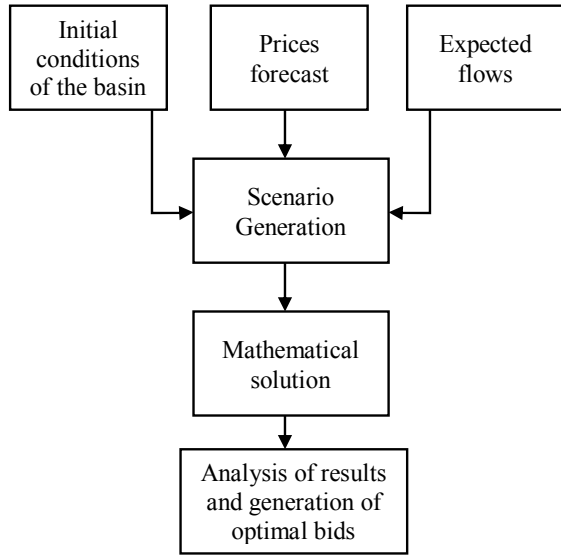 Initial
conditions
of the basin
Prices
forecast
Expected
flows
Scenario
Generation
Mathematical
solution
Analysis of results
and generation of
optimal bids